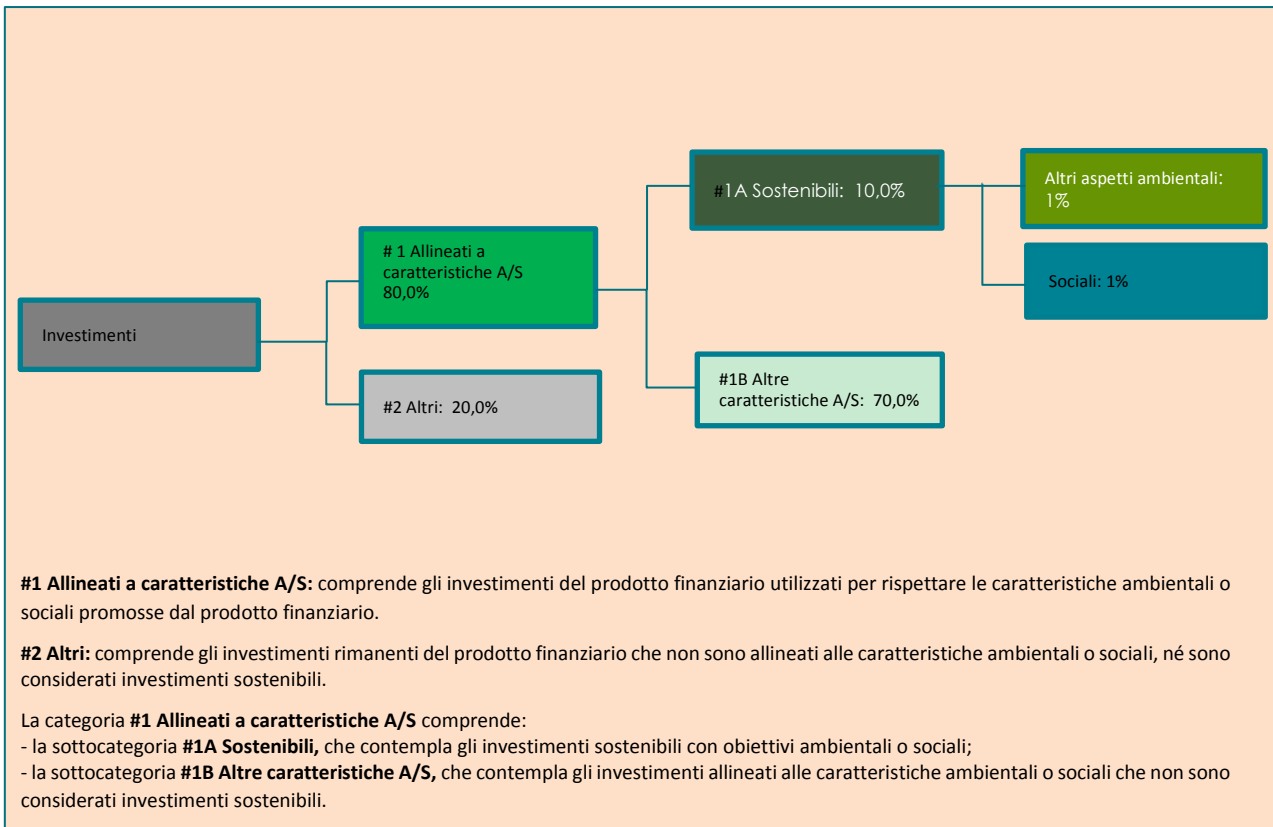 #1A Sostenibili:  10,0%
Altri aspetti ambientali:
1%
# 1 Allineati a
caratteristiche A/S
80,0%
Sociali: 1%
Investimenti
#2 Altri:  20,0%
#1B Altre
caratteristiche A/S:  70,0%
#1 Allineati a caratteristiche A/S: comprende gli investimenti del prodotto finanziario utilizzati per rispettare le caratteristiche ambientali o
sociali promosse dal prodotto finanziario.
#2 Altri: comprende gli investimenti rimanenti del prodotto finanziario che non sono allineati alle caratteristiche ambientali o sociali, né sono
considerati investimenti sostenibili.
La categoria #1 Allineati a caratteristiche A/S comprende:
- la sottocategoria #1A Sostenibili, che contempla gli investimenti sostenibili con obiettivi ambientali o sociali;
- la sottocategoria #1B Altre caratteristiche A/S, che contempla gli investimenti allineati alle caratteristiche ambientali o sociali che non sono
considerati investimenti sostenibili.